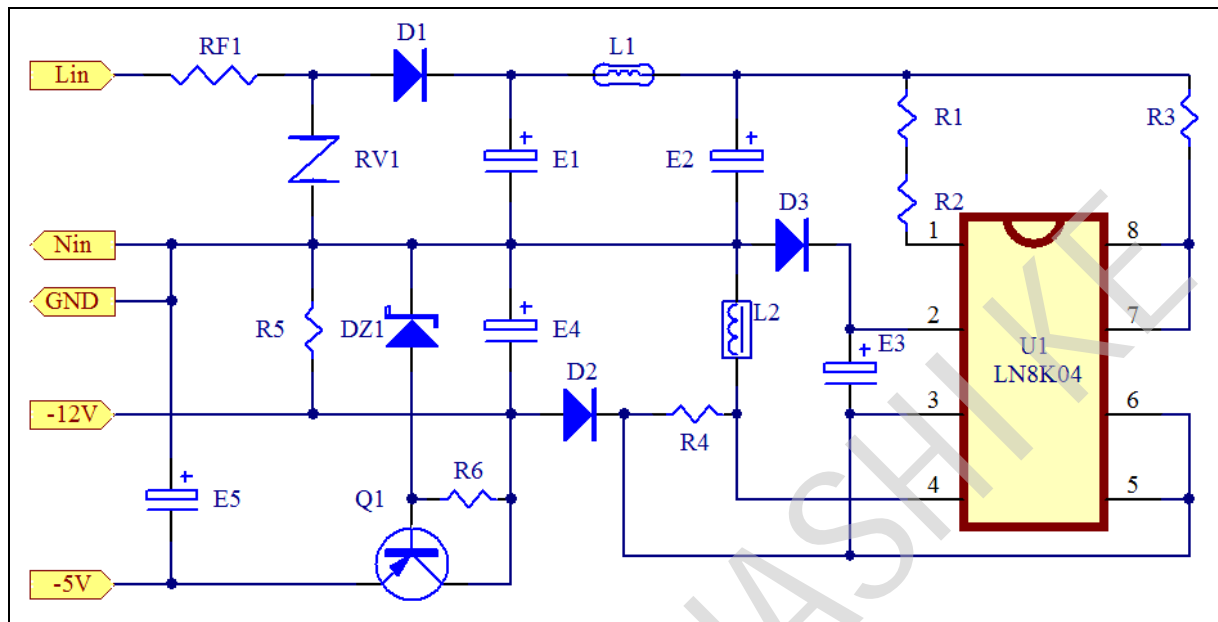 D1
RF1
L1
Lin
R1
R3
RV1
E1
+
E2
+
R2
D3
1
8
Nin
GND
L2
2
7
R5
DZ1
E4
+
E3
+
U1
LN8K04
D2
3
6
-12V
R4
R6
4
5
E5
+
Q1
-5V
NASHIKE